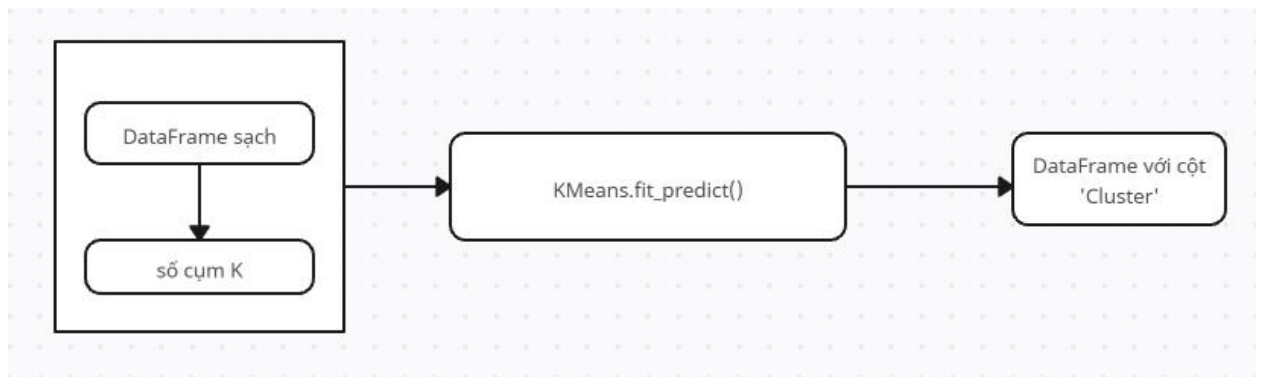 DataFrame sạch
số cụm K
KMeans.fit_predict()
DataFrame với cột
'Cluster'